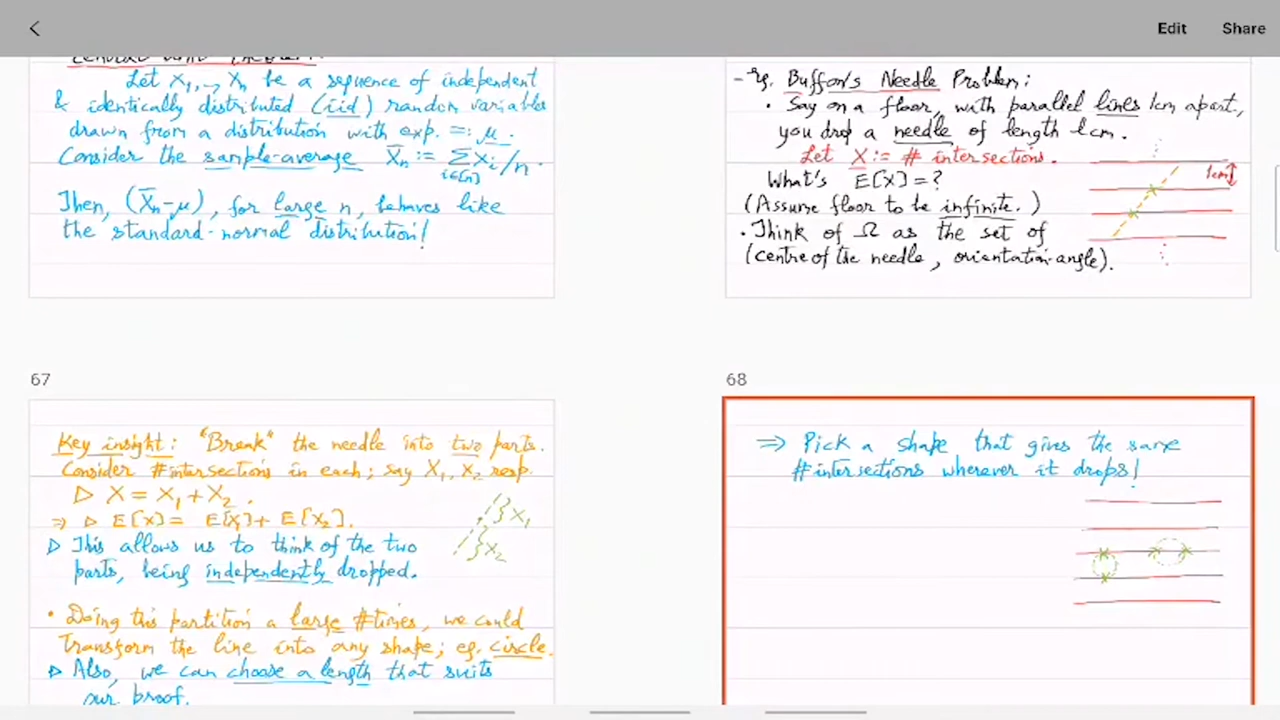 Edit
Share
Let X₁,→ Xₙ be a sequence of independent
& identically distributed (iid) random variables
drawn from a distribution with exp. =: μ.
Consider the sample-average X̄ₙ := Σ Xᵢ/n.
i∈[n]
Then, (X̄ₙ-μ), for large n, behaves like
the standard-normal distribution!
- eg. Buffon's Needle Problem:
• Say on a floor, with parallel lines 1cm apart,
you drop a needle of length ℓcm.
Let X := # intersections.
What's E[X]=?
1cm
(Assume floor to be infinite.)
• Think of Ω as the set of
(centre of the needle, orientation-angle).
67
Key insight: "Break" the needle into two parts.
Consider #intersections in each; say X₁, X₂ resp.
▷ X = X₁ + X₂.
⇒ ▷ E[X] = E[X₁] + E[X₂].
X₁
X₂
▷ This allows us to think of the two
parts, being independently dropped.
• Doing this partition a large #times, we could
transform the line into any shape; eg. circle.
▷ Also, we can choose a length that suits
our proof.
68
⇒ Pick a shape that gives the same
#intersections wherever it drops!